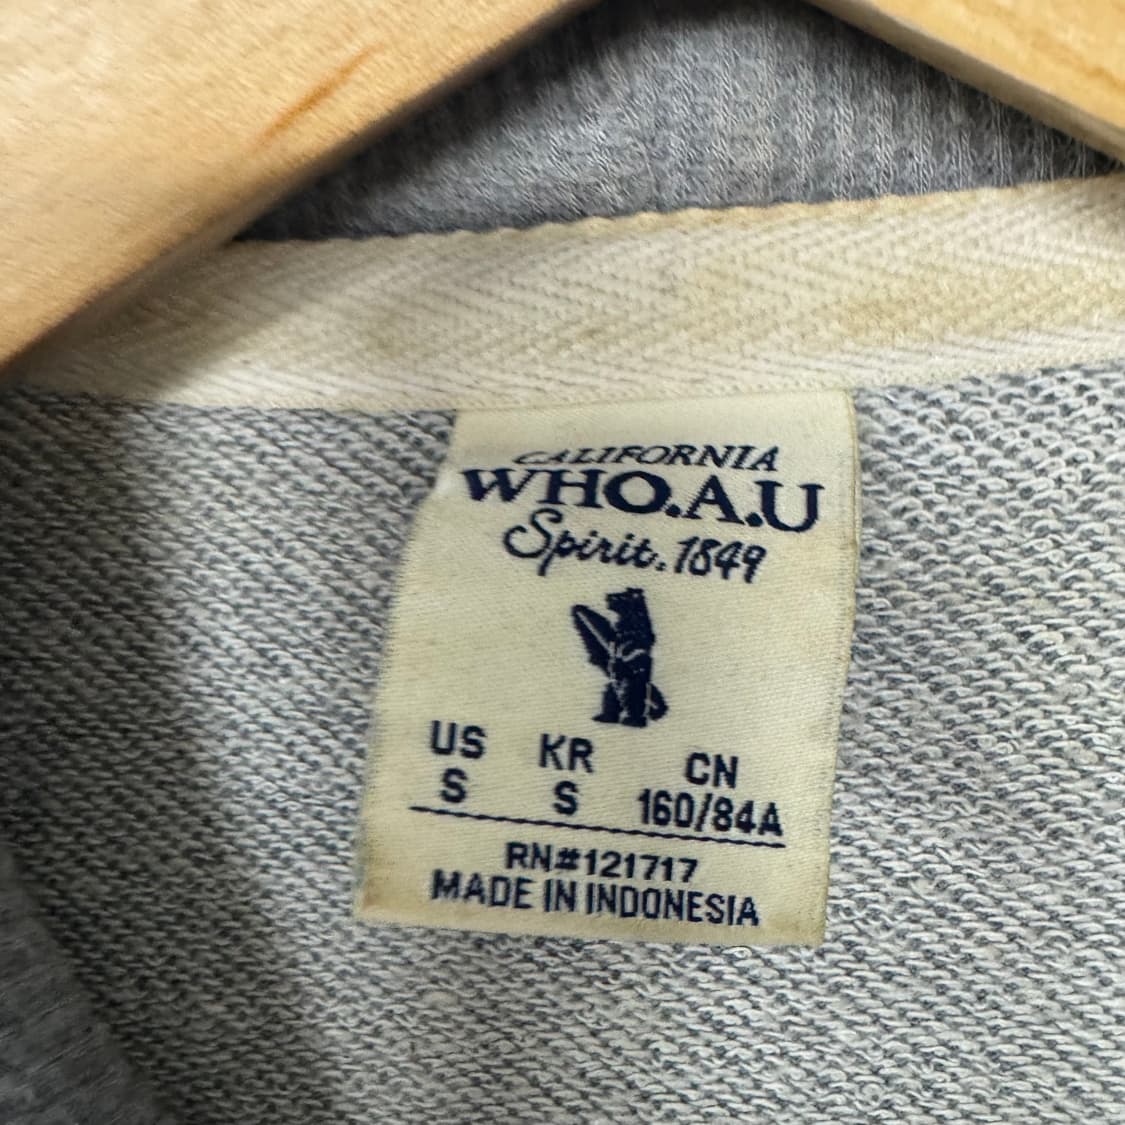 CALIFORNIA
WHO.A.U
Spirit.1849
US KR CN
S S 160/84A
RN#121717
MADE IN INDONESIA